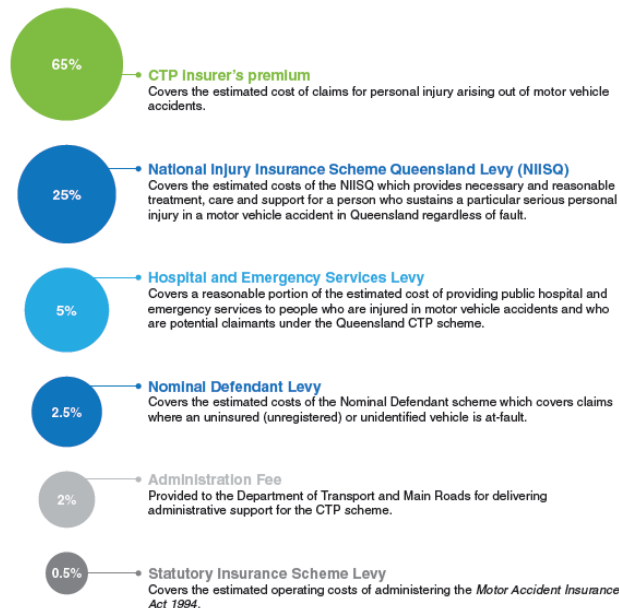 65%
CTP Insurer's premium
Covers the estimated cost of claims for personal injury arising out of motor vehicle
accidents.
25%
National Injury Insurance Scheme Queensland Levy (NIISQ)
Covers the estimated costs of the NIISQ which provides necessary and reasonable
treatment, care and support for a person who sustains a particular serious personal
injury in a motor vehicle accident in Queensland regardless of fault.
5%
Hospital and Emergency Services Levy
Covers a reasonable portion of the estimated cost of providing public hospital and
emergency services to people who are injured in motor vehicle accidents and who
are potential claimants under the Queensland CTP scheme.
2.5%
Nominal Defendant Levy
Covers the estimated costs of the Nominal Defendant scheme which covers claims
where an uninsured (unregistered) or unidentified vehicle is at-fault.
2%
Administration Fee
Provided to the Department of Transport and Main Roads for delivering
administrative support for the CTP scheme.
0.5%
Statutory Insurance Scheme Levy
Covers the estimated operating costs of administering the Motor Accident Insurance
Act 1994.